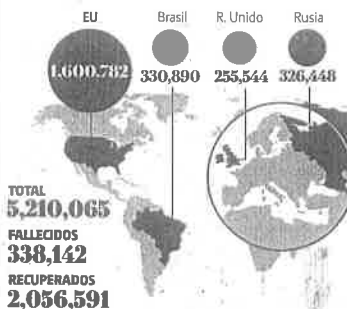 EU Brasil R. Unido Rusia
1.600.782 330,890 255,544 326,448
TOTAL
5,210,065
FALLECIDOS
338,142
RECUPERADOS
2,056,591